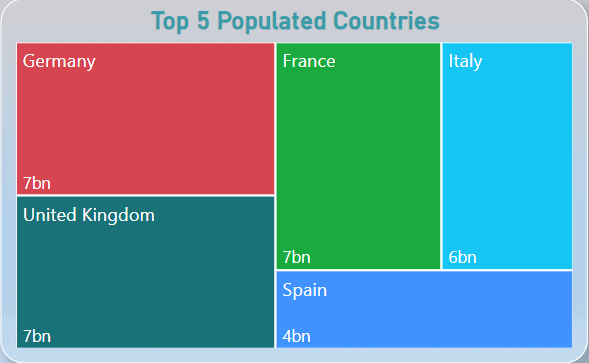 Top 5 Populated Countries
Germany
7bn
United Kingdom
7bn
France
7bn
Italy
6bn
Spain
4bn